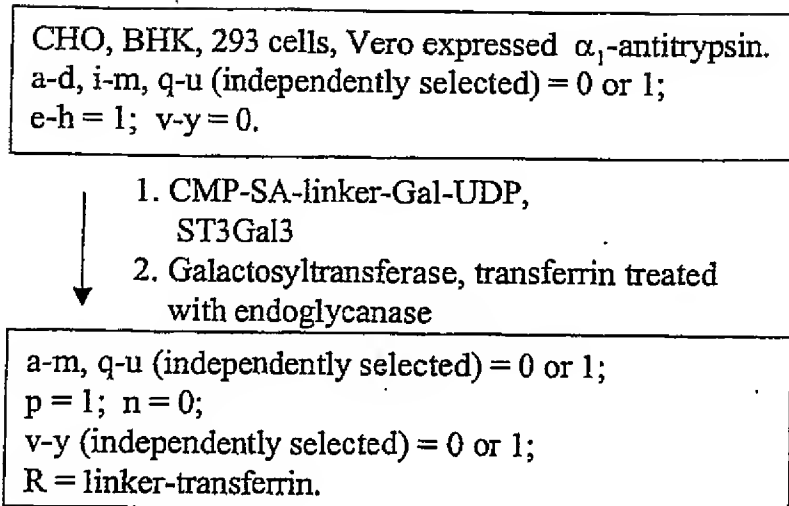 CHO, BHK, 293 cells, Vero expressed α₁-antitrypsin.
a-d, i-m, q-u (independently selected) = 0 or 1;
e-h = 1; v-y = 0.
1. CMP-SA-linker-Gal-UDP,
ST3Gal3
2. Galactosyltransferase, transferrin treated
with endoglycanase
a-m, q-u (independently selected) = 0 or 1;
p = 1; n = 0;
v-y (independently selected) = 0 or 1;
R = linker-transferrin.